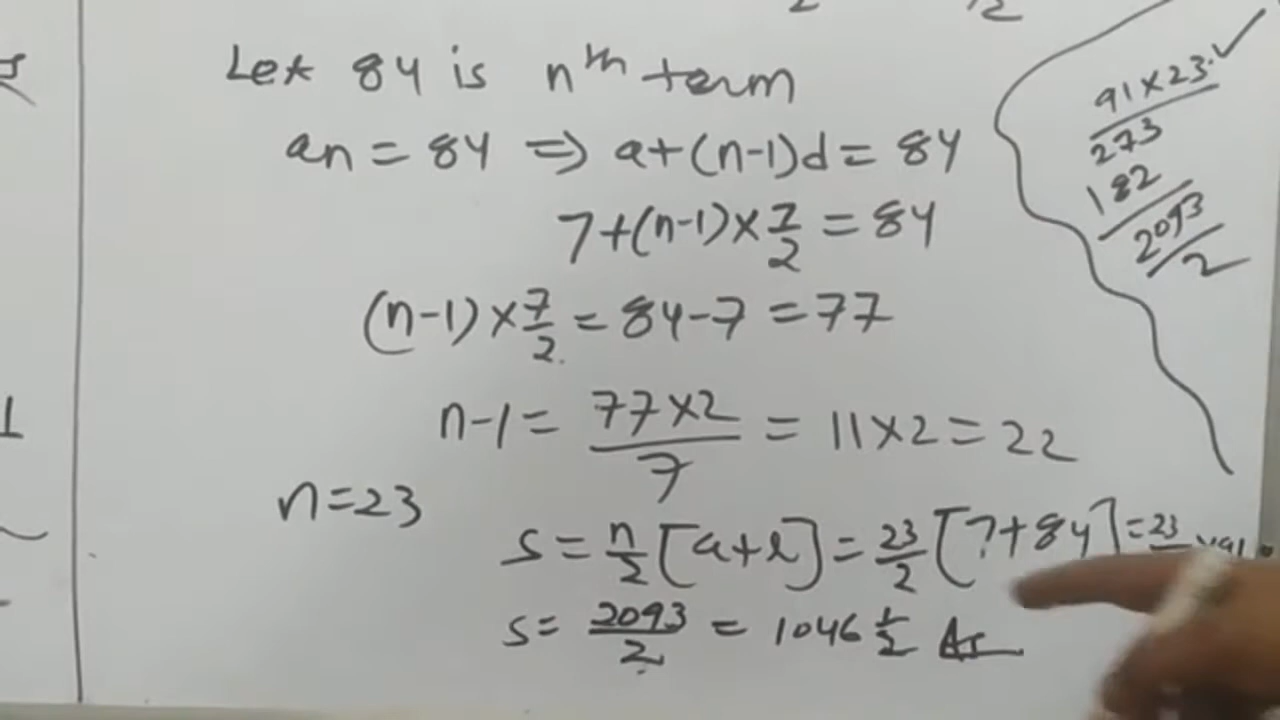 Let 84 is nth term
an = 84 ⇒ a+(n-1)d = 84
7+(n-1)×7/2 = 84
(n-1)×7/2 = 84-7 = 77
n-1 = 77×2/7 = 11×2 = 22
n=23
S = n/2 [a+l] = 23/2 [7+84] = 23
S = 2093/2 = 1046 1/2 As
91×23
273
182
2093/2